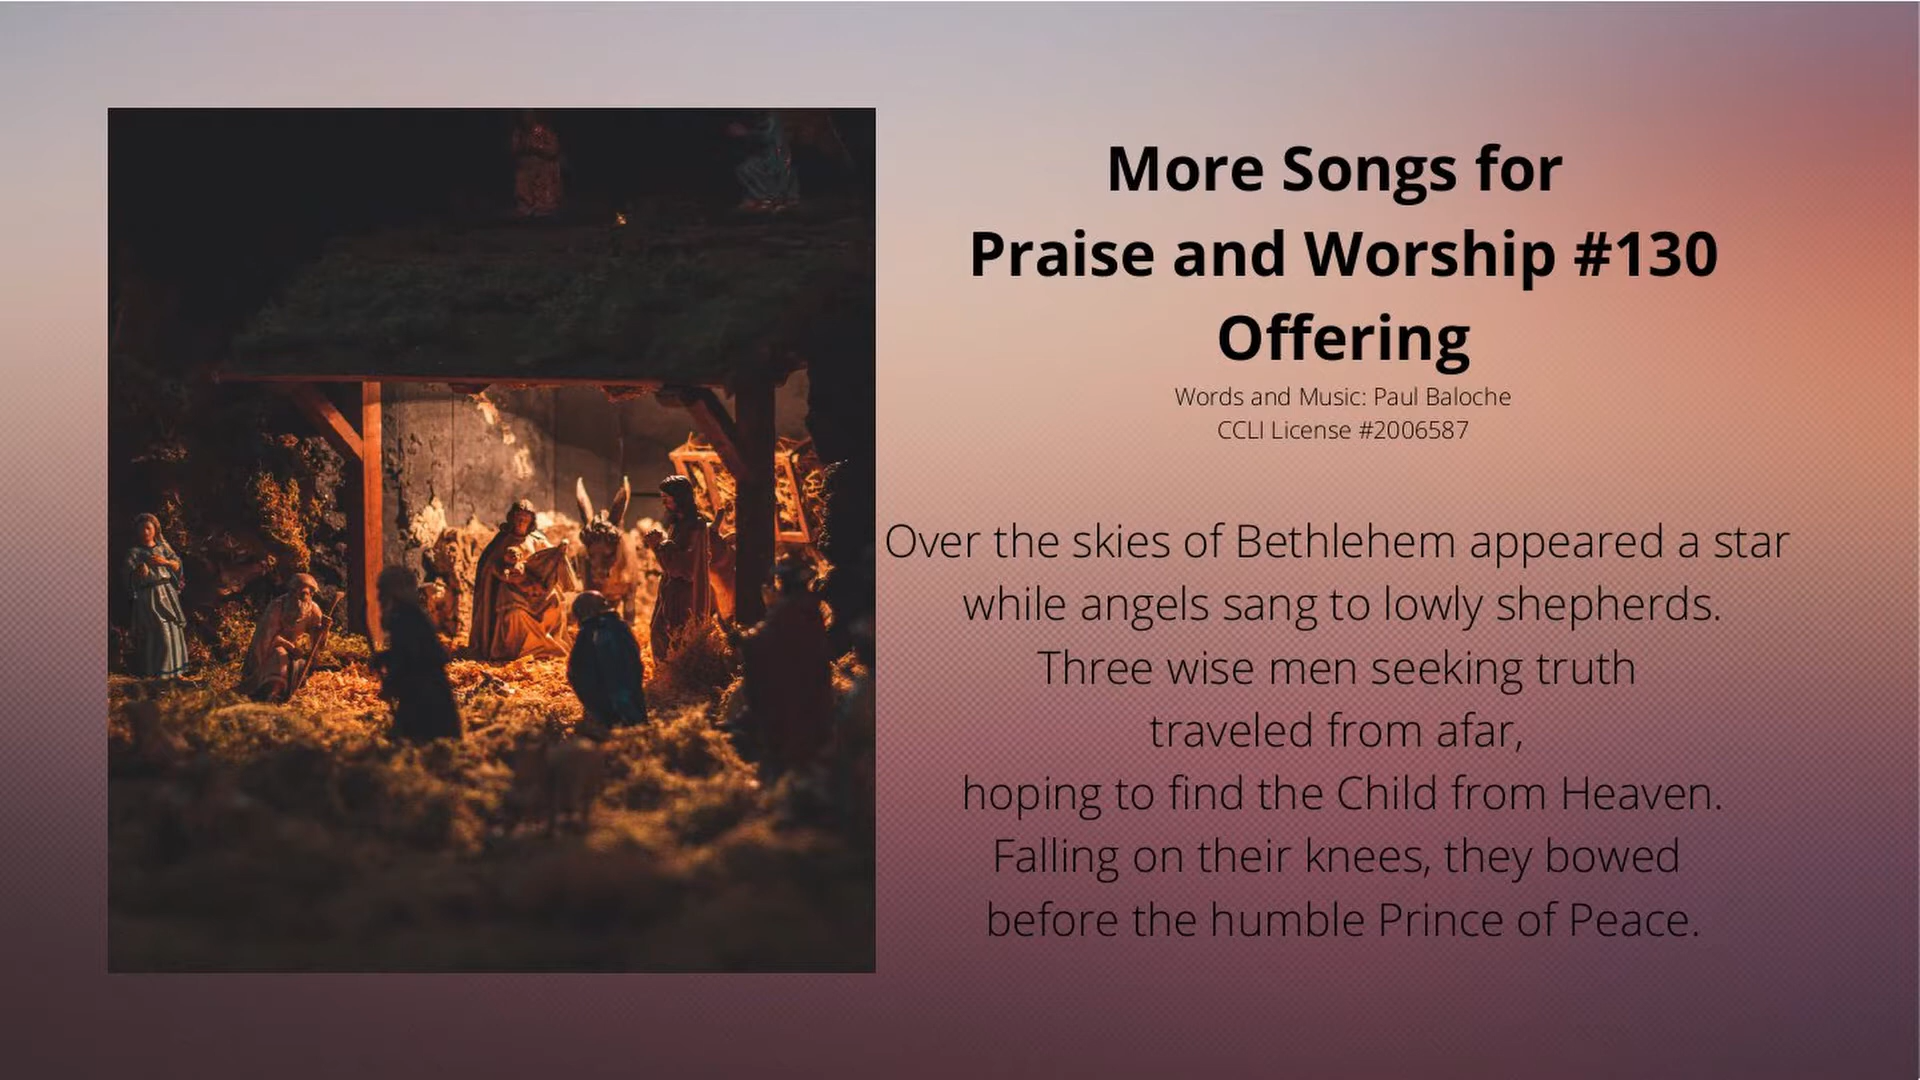 More Songs for
Praise and Worship #130
Offering
Words and Music: Paul Baloche
CCLI License #2006587
Over the skies of Bethlehem appeared a star
while angels sang to lowly shepherds.
Three wise men seeking truth
traveled from afar,
hoping to find the Child from Heaven.
Falling on their knees, they bowed
before the humble Prince of Peace.